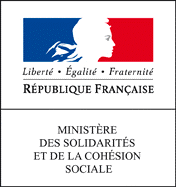 Liberté • Égalité • Fraternité
RÉPUBLIQUE FRANÇAISE
MINISTÈRE
DES SOLIDARITÉS
ET DE LA COHÉSION
SOCIALE